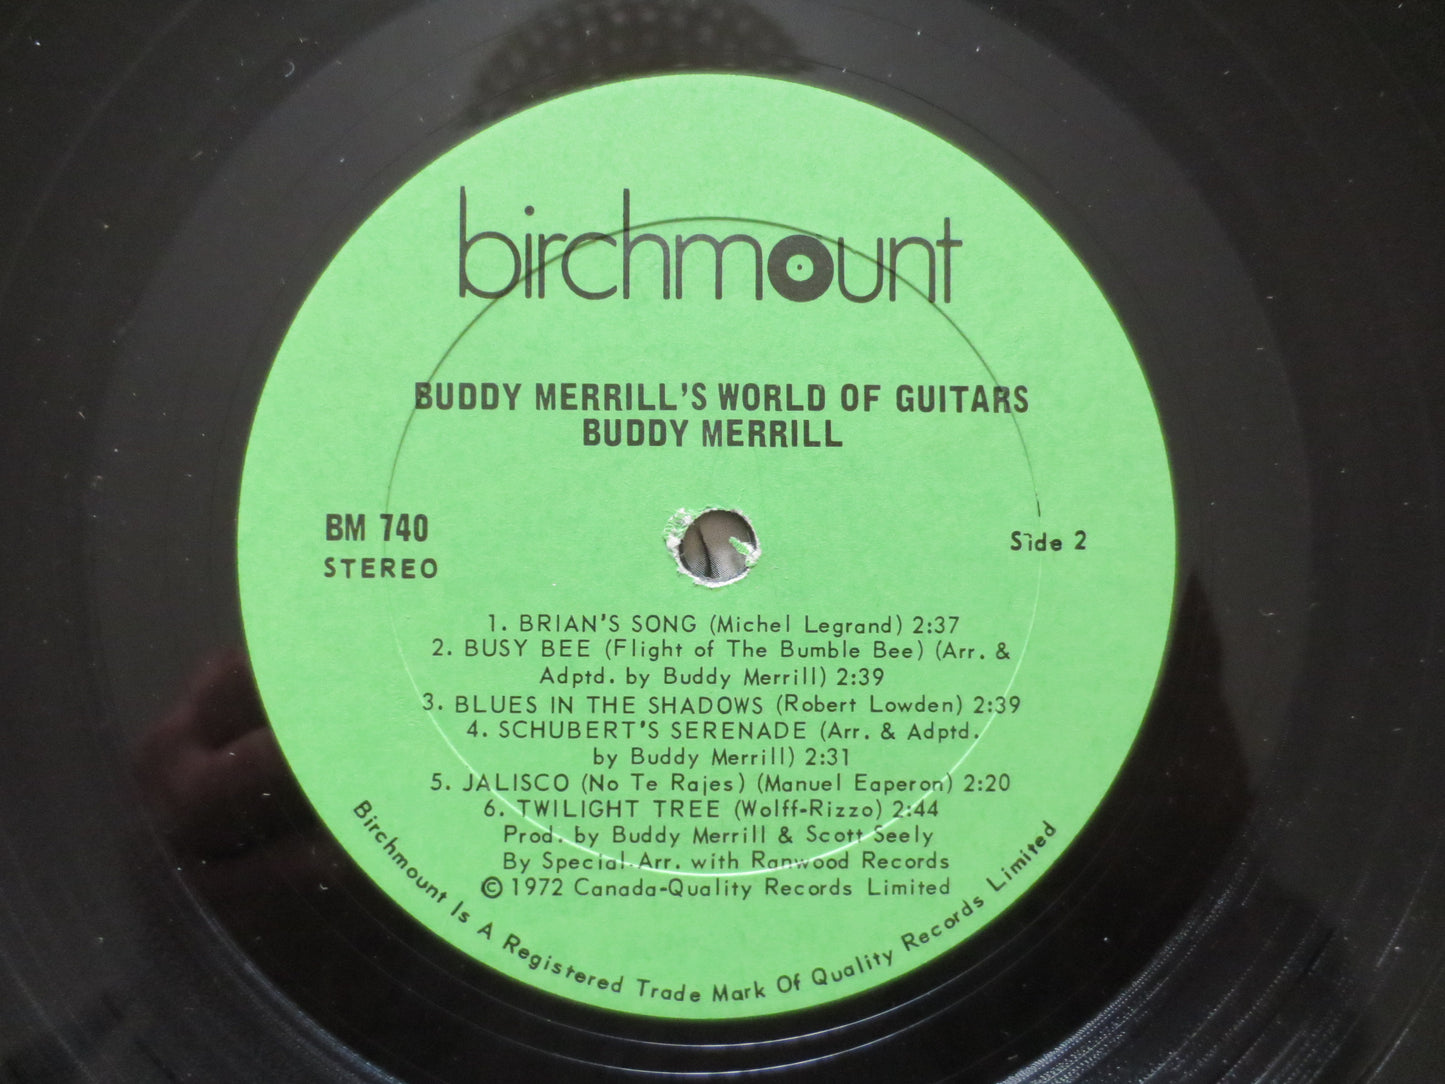 birchmount
BUDDY MERRILL'S WORLD OF GUITARS
BUDDY MERRILL
BM 740
STEREO
Side 2
1. BRIAN'S SONG (Michel Legrand) 2:37
2. BUSY BEE (Flight of The Bumble Bee) (Arr. &
Adptd. by Buddy Merrill) 2:39
3. BLUES IN THE SHADOWS (Robert Lowden) 2:39
4. SCHUBERT'S SERENADE (Arr. & Adptd.
by Buddy Merrill) 2:31
5. JALISCO (No Te Rajes) (Manuel Eaperon) 2:20
6. TWILIGHT TREE (Wolff-Rizzo) 2:44
Prod. by Buddy Merrill & Scott Seely
By Special Arr. with Ranwood Records
© 1972 Canada-Quality Records Limited
Birchmount Is A Registered Trade Mark Of Quality Records Limited